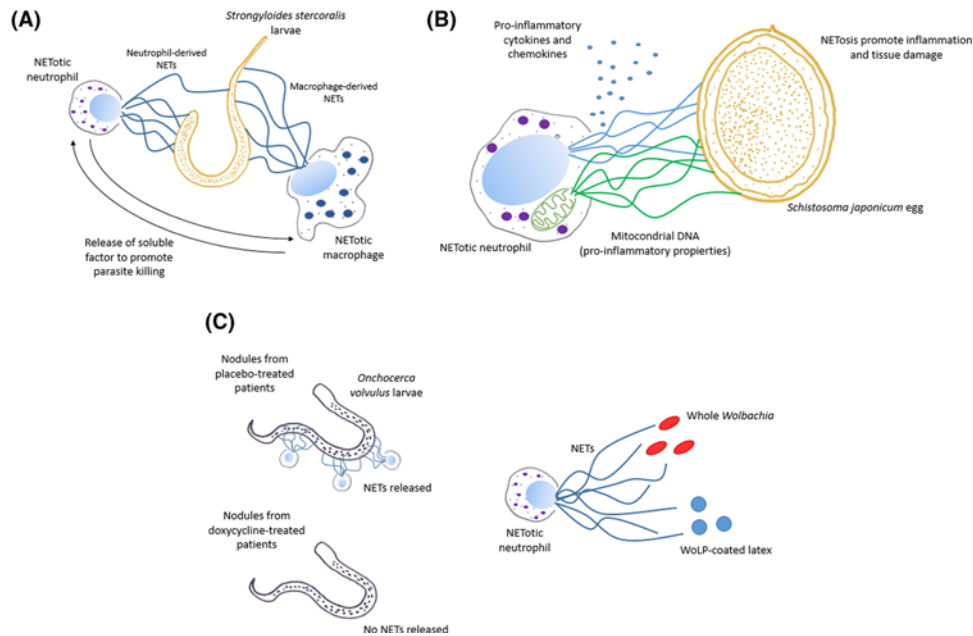 (A)
Strongyloides stercoralis
larvae
Neutrophil-derived
NETs
NETotic
neutrophil
Macrophage-derived
NETs
Release of soluble
factor to promote
parasite killing
NETotic
macrophage
(B)
Pro-inflammatory
cytokines and
chemokines
NETosis promote inflammation
and tissue damage
Schistosoma japonicum egg
NETotic neutrophil
Mitocondrial DNA
(pro-inflammatory propierties)
(C)
Nodules from
placebo-treated
patients
Onchocerca
volvulus larvae
NETs released
Nodules from
doxycycline-treated
patients
No NETs released
Whole Wolbachia
NETs
NETotic
neutrophil
WoLP-coated latex